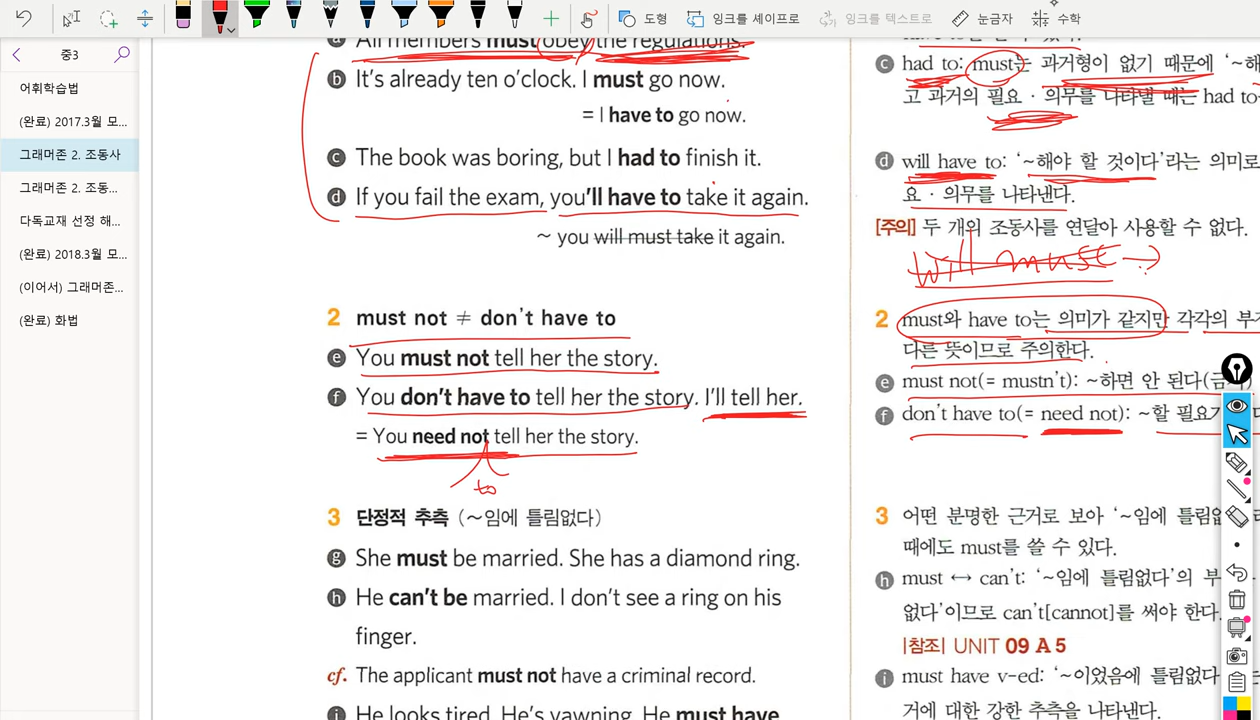 도형
잉크를 셰이프로
잉크를 텍스트로
눈금자
수학
중3
어휘학습법
(완료) 2017.3월 모...
그래머존 2. 조동사
그래머존 2. 조동...
다독교재 선정 해...
(완료) 2018.3월 모...
(이어서) 그래머존...
(완료) 화법
a All members must obey the regulations.
b It's already ten o'clock. I must go now.
= I have to go now.
c The book was boring, but I had to finish it.
d If you fail the exam, you'll have to take it again.
~ you will must take it again.
2 must not ≠ don't have to
e You must not tell her the story.
f You don't have to tell her the story. I'll tell her.
= You need not tell her the story.
to
3 단정적 추측 (~임에 틀림없다)
g She must be married. She has a diamond ring.
h He can't be married. I don't see a ring on his
finger.
cf. The applicant must not have a criminal record.
i He looks tired. He's yawning. He must have
c had to: must는 과거형이 없기 때문에 '~해
고 과거의 필요 · 의무를 나타낼 때는 had to
d will have to: '~해야 할 것이다'라는 의미로
요 · 의무를 나타낸다.
[주의] 두 개의 조동사를 연달아 사용할 수 없다.
will must →
2 must와 have to는 의미가 같지만 각각의 부정
다른 뜻이므로 주의한다.
e must not(= mustn't): ~하면 안 된다(금지)
f don't have to(= need not): ~할 필요가
3 어떤 분명한 근거로 보아 '~임에 틀림없
때에도 must를 쓸 수 있다.
h must ↔ can't: '~임에 틀림없다'의 부
없다'이므로 can't[cannot]를 써야 한다.
|참조| UNIT 09 A 5
i must have v-ed: '~이었음에 틀림없다
거에 대한 강한 추측을 나타낸다.